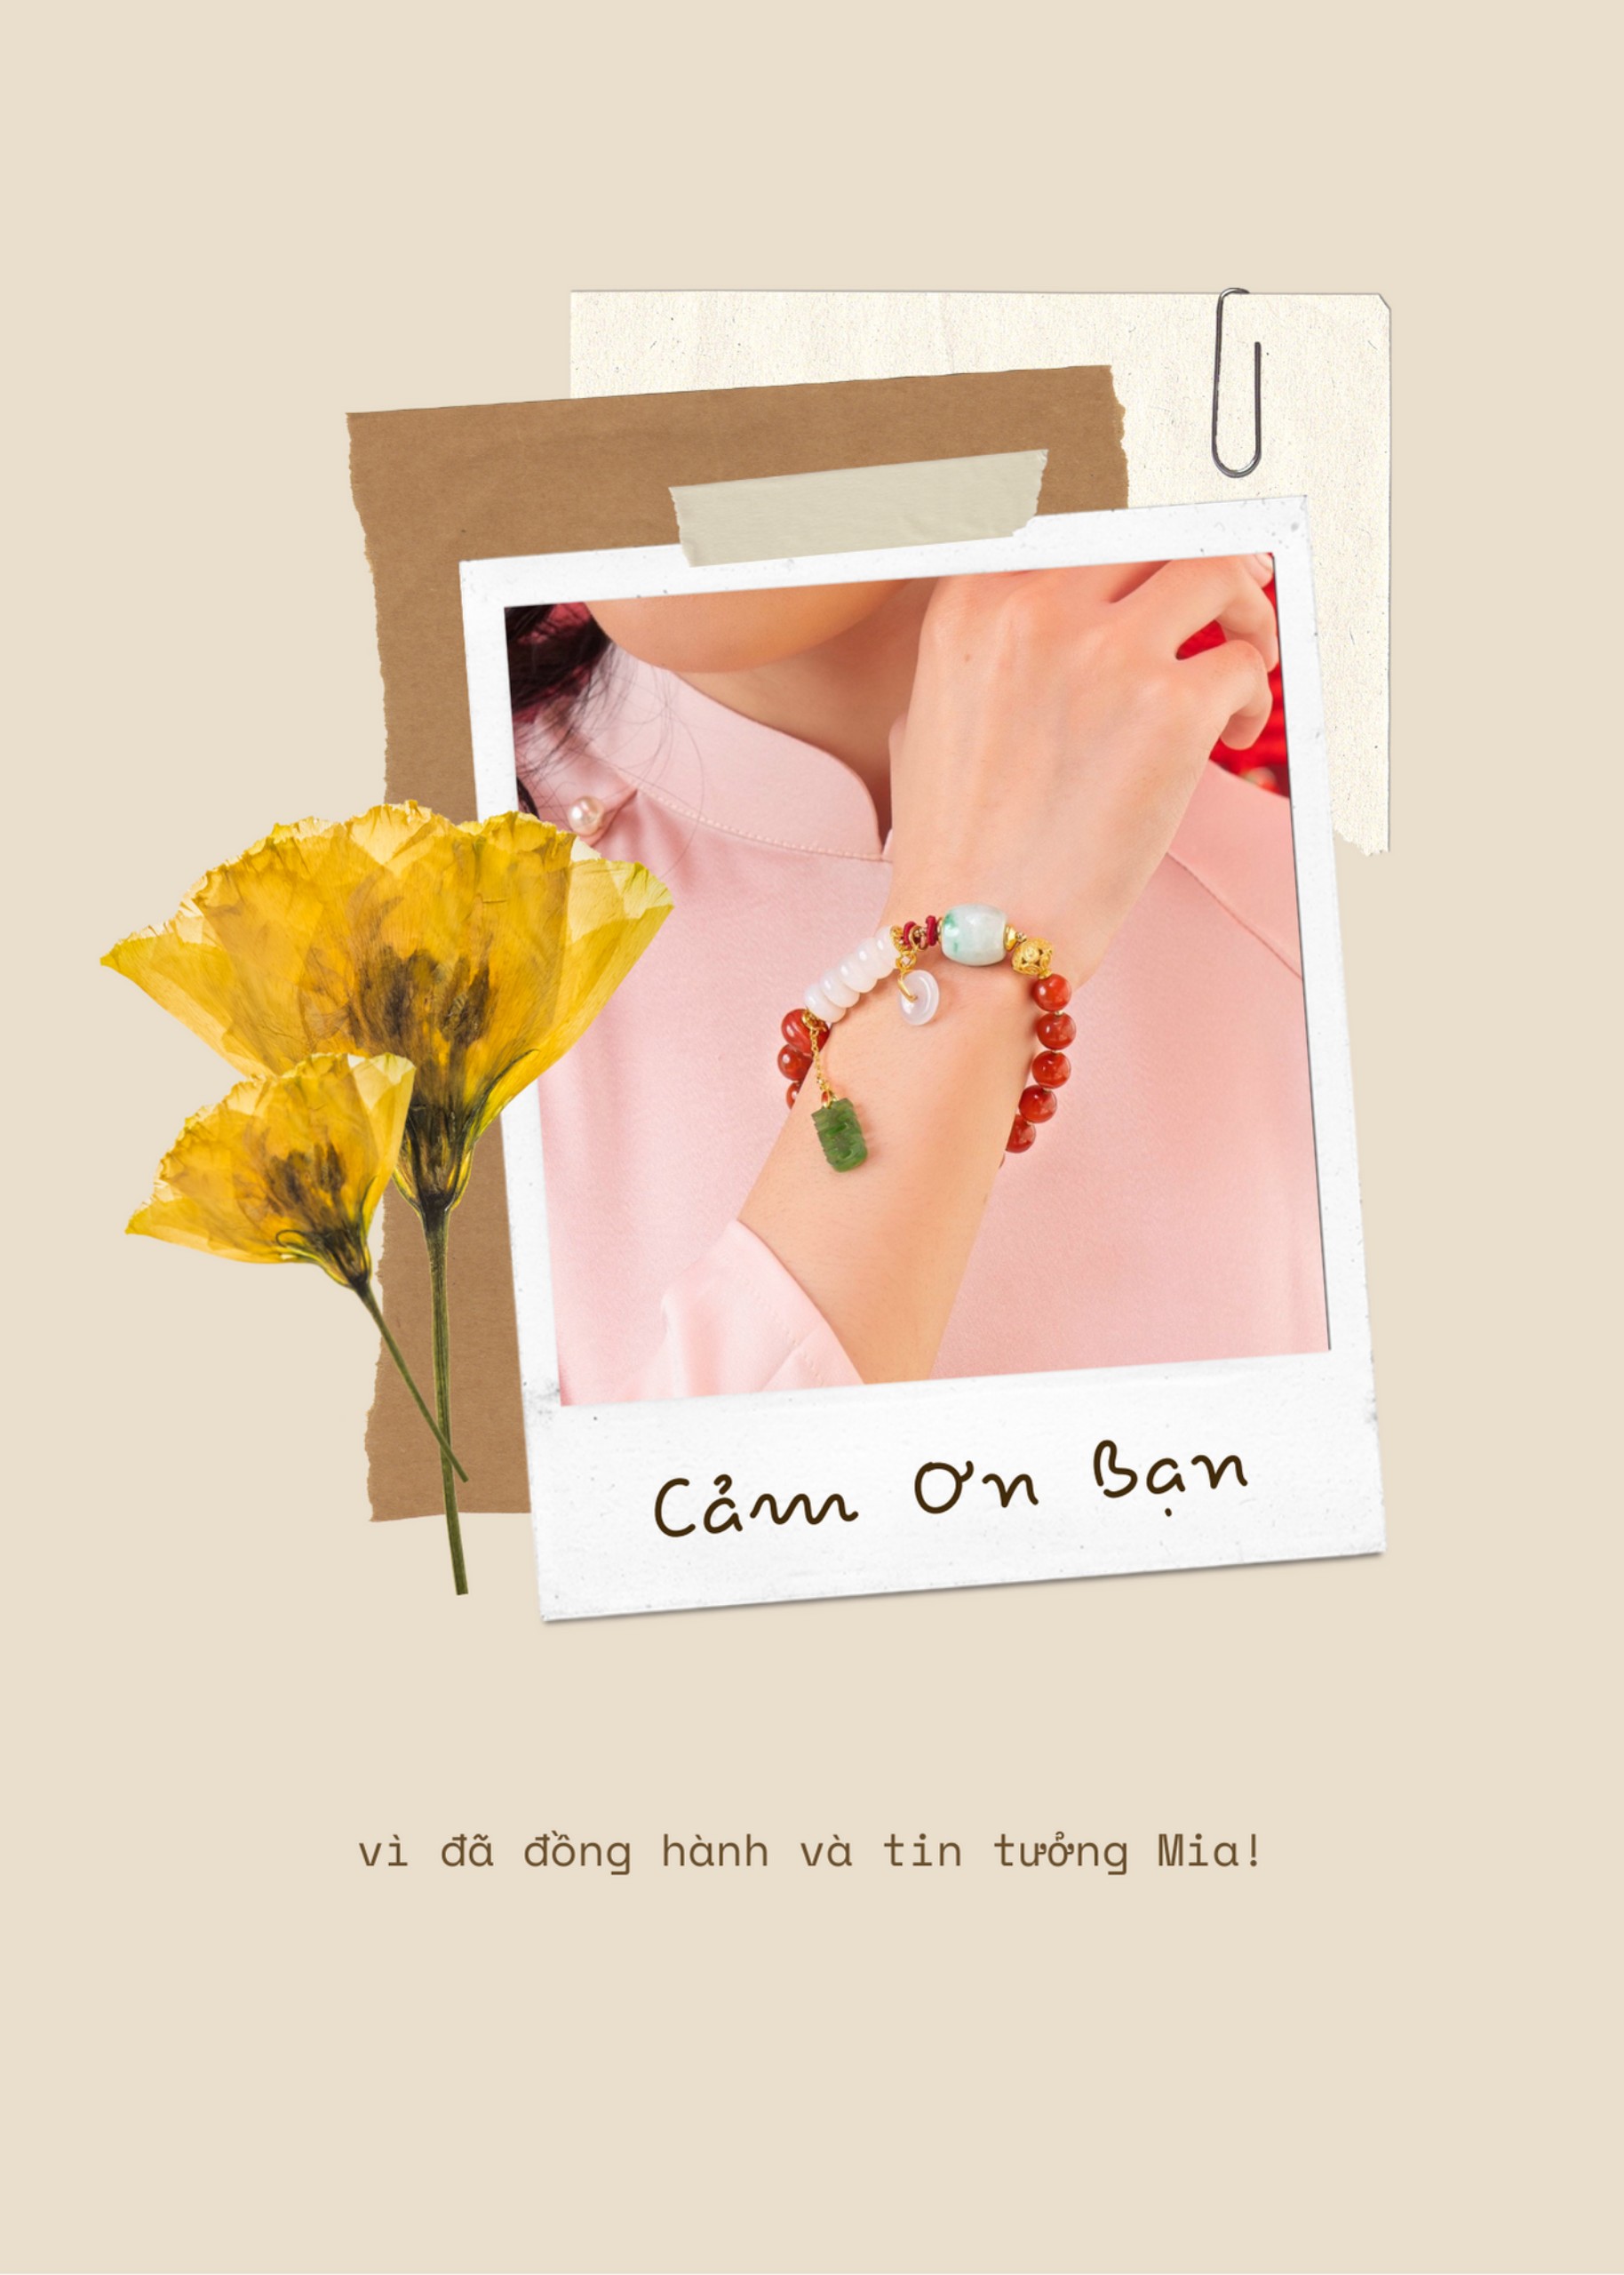 Cảm Ơn Bạn
vì đã đồng hành và tin tưởng Mia!